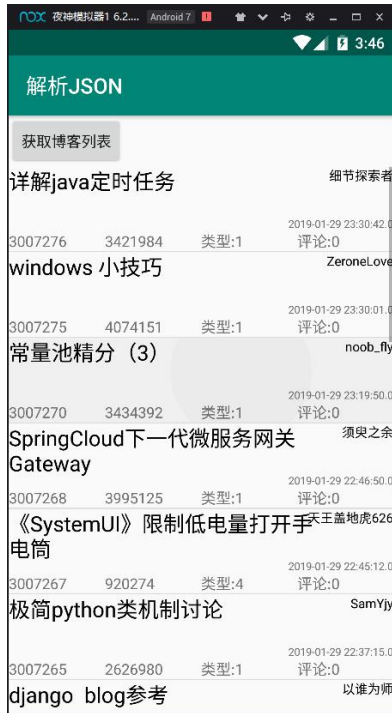 nox 夜神模拟器1 6.2.... Android 7
3:46
解析JSON
获取博客列表
详解java定时任务 细节探索者
2019-01-29 23:30:42.0
3007276 3421984 类型:1 评论:0
windows 小技巧 ZeroneLove
2019-01-29 23:30:01.0
3007275 4074151 类型:1 评论:0
常量池精分（3） noob_fly
2019-01-29 23:19:50.0
3007270 3434392 类型:1 评论:0
SpringCloud下一代微服务网关 须臾之余
Gateway
2019-01-29 22:46:50.0
3007268 3995125 类型:1 评论:0
《SystemUI》限制低电量打开手 天王盖地虎626
电筒
2019-01-29 22:45:12.0
3007267 920274 类型:4 评论:0
极简python类机制讨论 SamYjy
2019-01-29 22:37:15.0
3007265 2626980 类型:1 评论:0
django blog参考 以谁为师